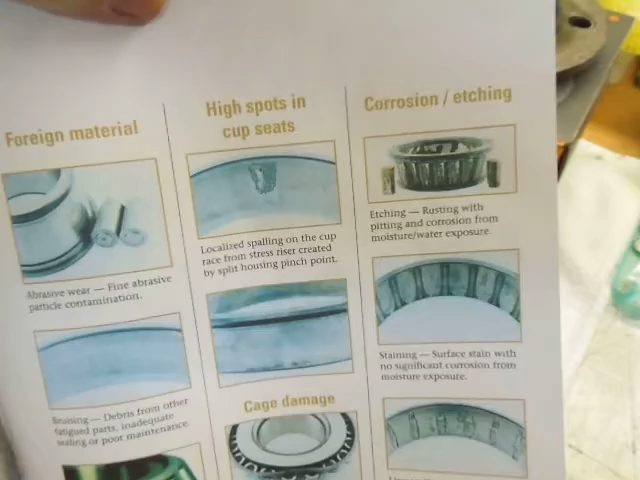 Foreign material
Abrasive wear — Fine abrasive
particle contamination.
Bruising — Debris from other
fatigued parts, inadequate
sealing or poor maintenance.
High spots in
cup seats
Localized spalling on the cup
race from stress riser created
by split housing pinch point.
Cage damage
Corrosion / etching
Etching — Rusting with
pitting and corrosion from
moisture/water exposure.
Staining — Surface stain with
no significant corrosion from
moisture exposure.